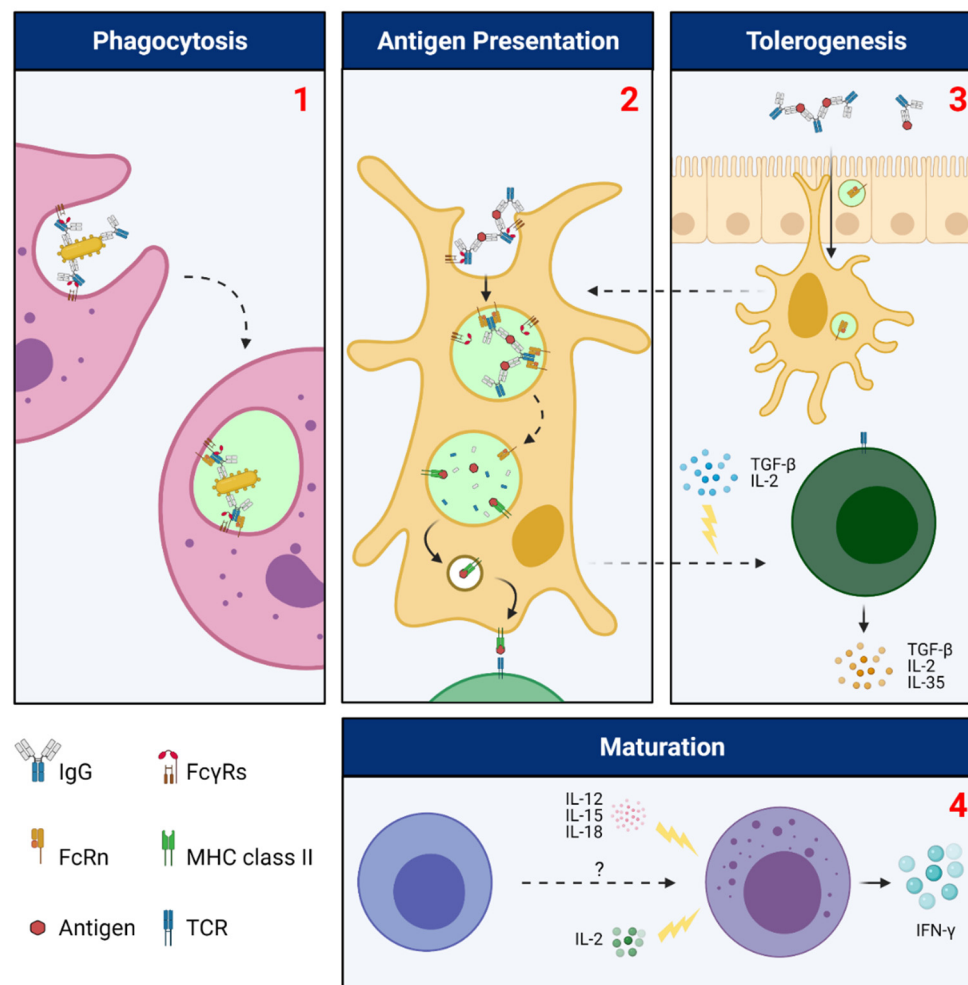 Phagocytosis
1
Antigen Presentation
2
Tolerogenesis
3
TGF-β
IL-2
TGF-β
IL-2
IL-35
IgG
FcγRs
FcRn
MHC class II
Antigen
TCR
Maturation
4
IL-12
IL-15
IL-18
?
IL-2
IFN-γ